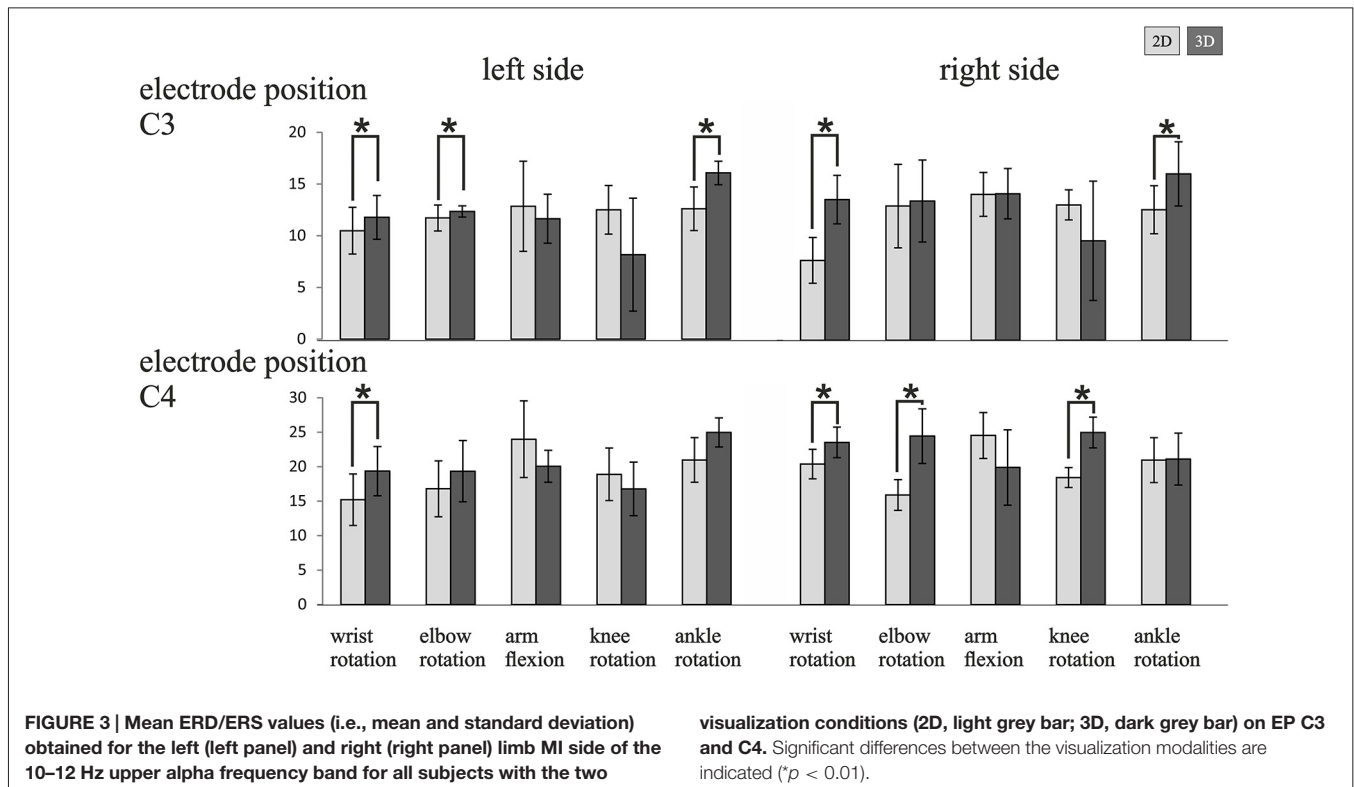 2D 3D
left side right side
electrode position
C3
* * * * *
20
15
10
5
0
electrode position
C4
* * * *
30
25
20
15
10
5
0
wrist elbow arm knee ankle wrist elbow arm knee ankle
rotation rotation flexion rotation rotation rotation rotation flexion rotation rotation
FIGURE 3 | Mean ERD/ERS values (i.e., mean and standard deviation)
obtained for the left (left panel) and right (right panel) limb MI side of the
10–12 Hz upper alpha frequency band for all subjects with the two
visualization conditions (2D, light grey bar; 3D, dark grey bar) on EP C3
and C4. Significant differences between the visualization modalities are
indicated (*p < 0.01).